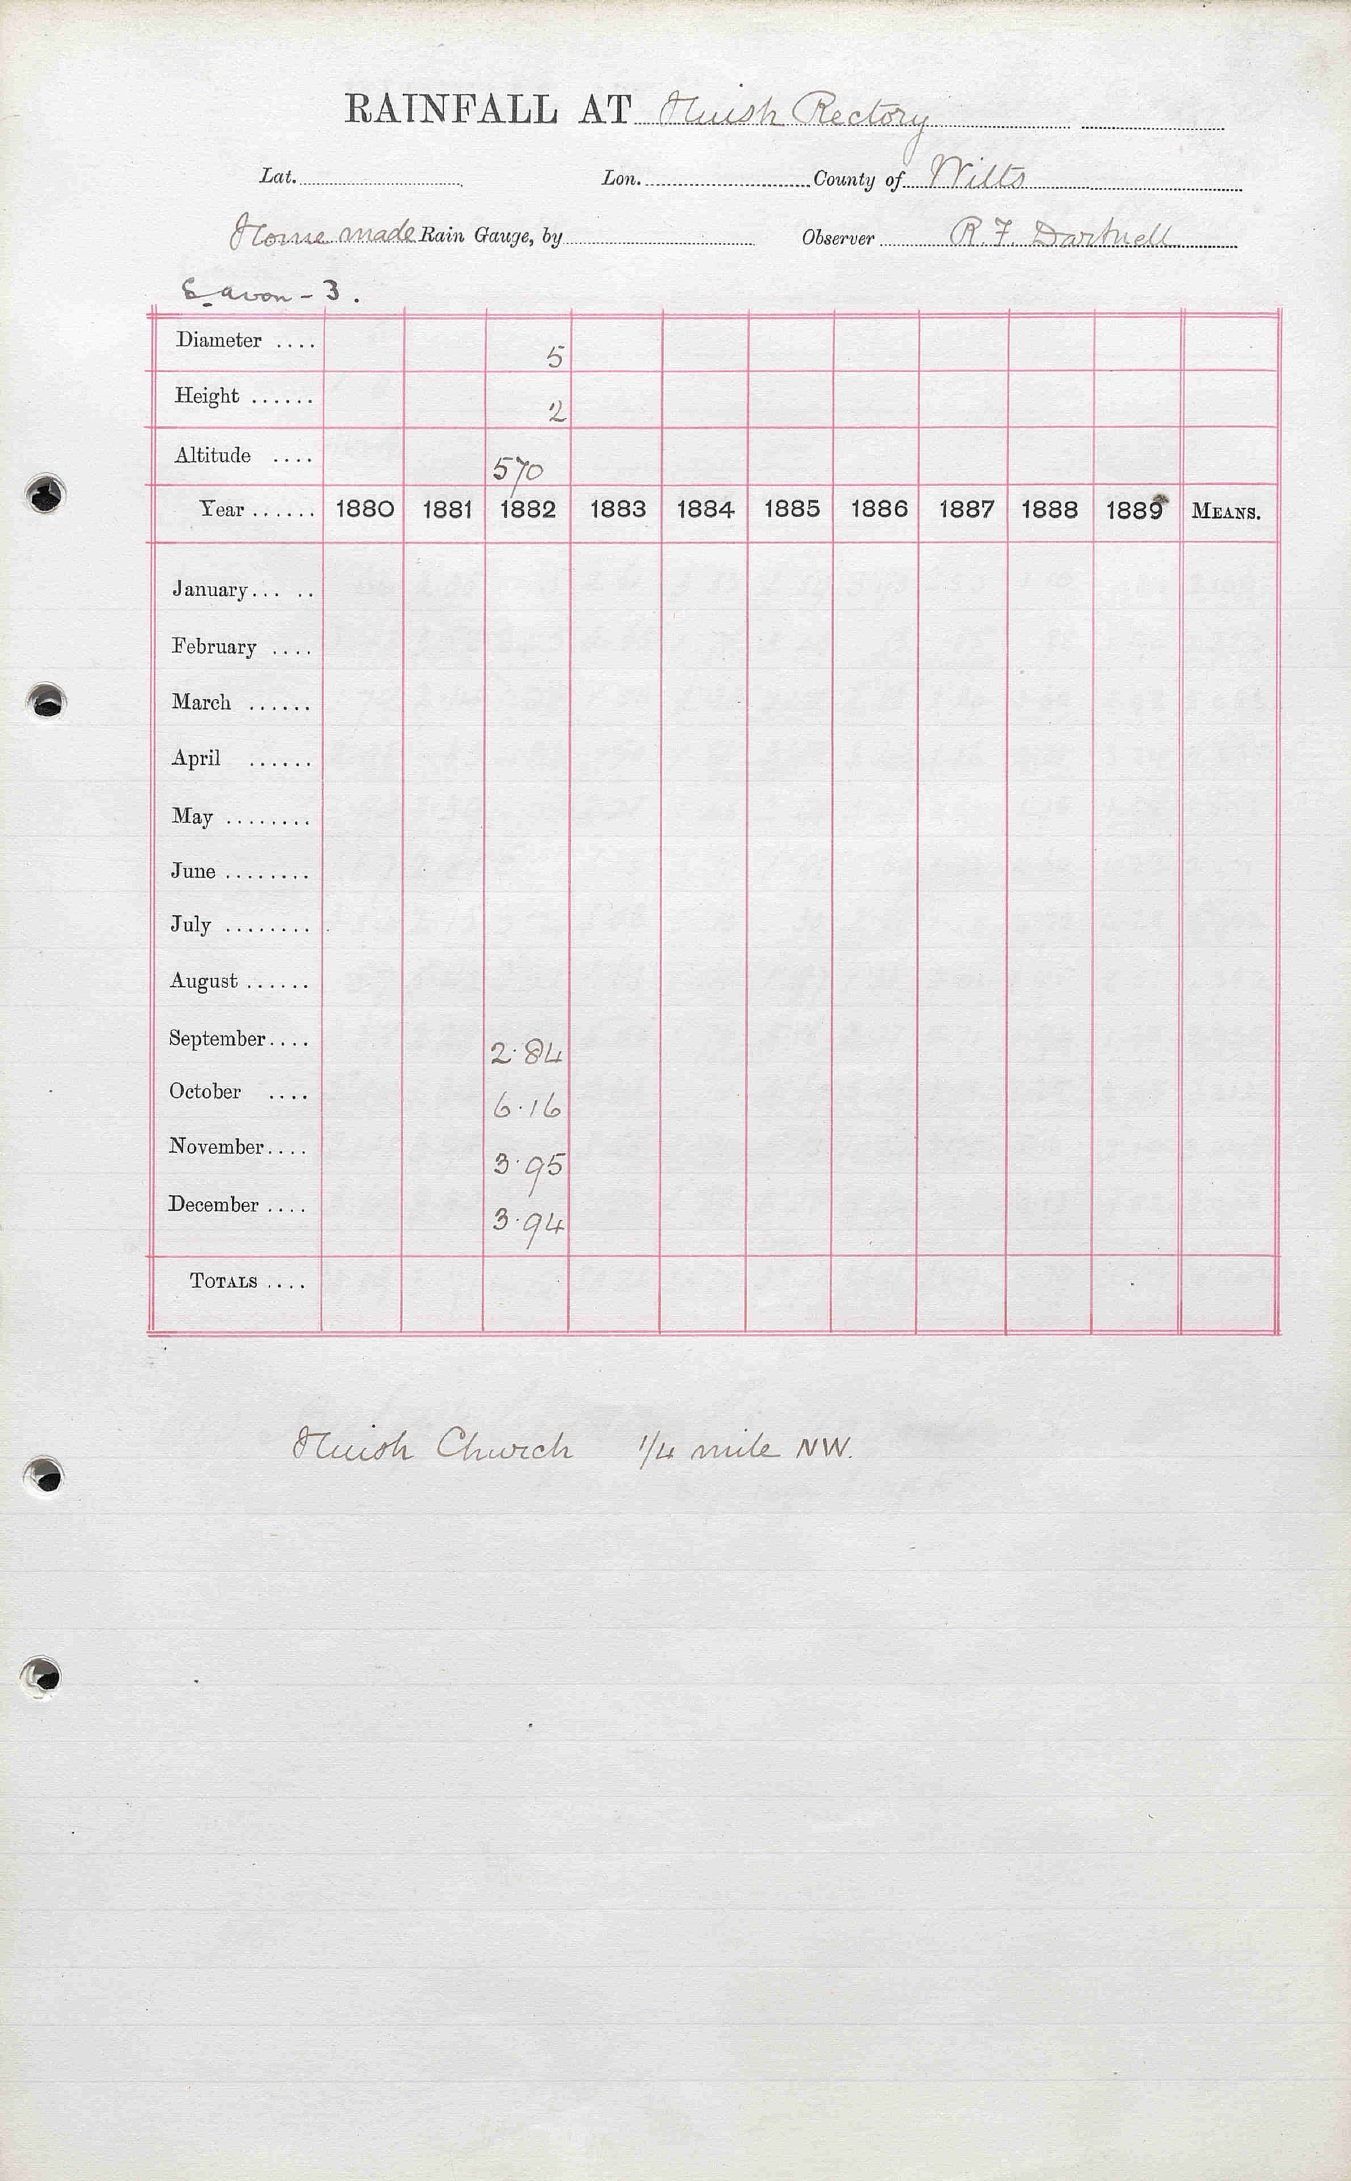 RAINFALL AT Huish Rectory
Lat. Lon. County of Wilts
Home made Rain Gauge, by Observer R. F. Dartnell
S avon - 3.
Diameter .... 5
Height ...... 2
Altitude .... 570
Year ...... 1880 1881 1882 1883 1884 1885 1886 1887 1888 1889 MEANS.
January... ..
February ....
March ......
April ......
May ........
June ........
July ........
August ......
September.... 2.84
October .... 6.16
November.... 3.95
December .... 3.94
TOTALS ....
Huish Church 1/4 mile NW.